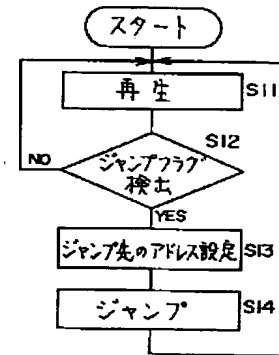 スタート
再生 S11
S12
ジャンプフラグ
検出
NO
YES
ジャンプ先のアドレス設定 S13
ジャンプ S14